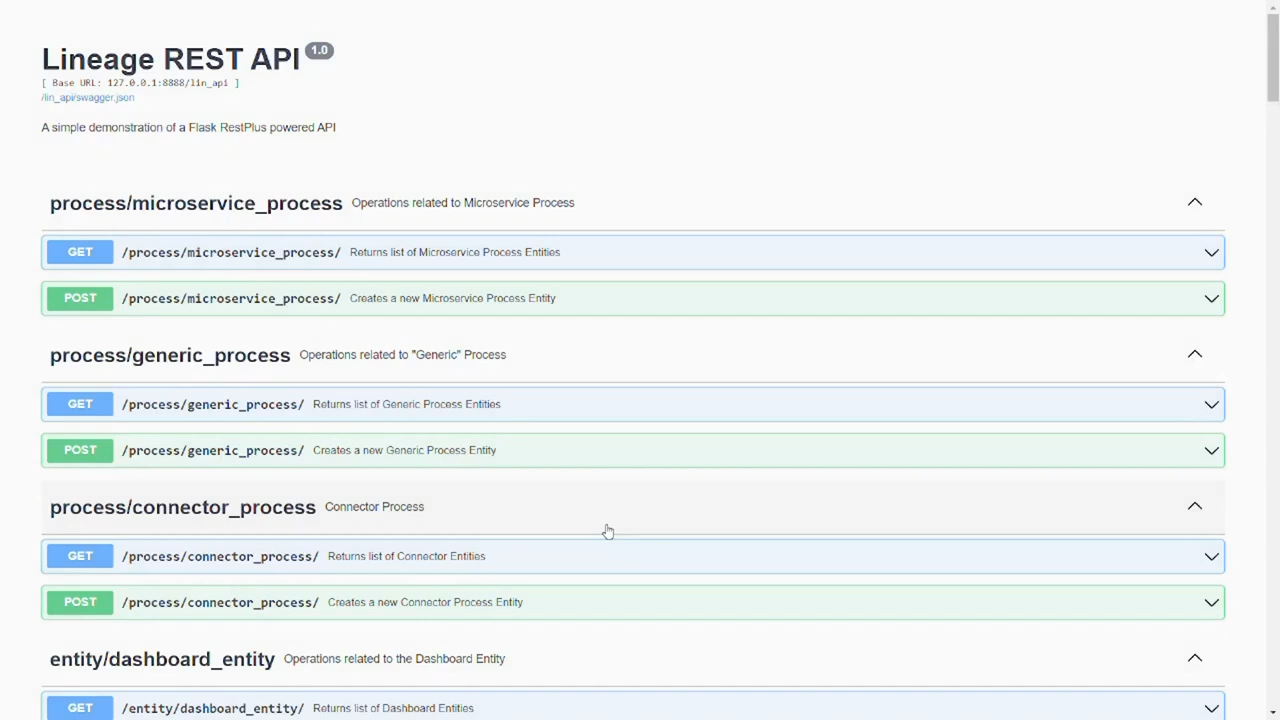 Lineage REST API 1.0
[ Base URL: 127.0.0.1:8888/lin_api ]
/lin_api/swagger.json
A simple demonstration of a Flask RestPlus powered API
process/microservice_process Operations related to Microservice Process
GET /process/microservice_process/ Returns list of Microservice Process Entities
POST /process/microservice_process/ Creates a new Microservice Process Entity
process/generic_process Operations related to "Generic" Process
GET /process/generic_process/ Returns list of Generic Process Entities
POST /process/generic_process/ Creates a new Generic Process Entity
process/connector_process Connector Process
GET /process/connector_process/ Returns list of Connector Entities
POST /process/connector_process/ Creates a new Connector Process Entity
entity/dashboard_entity Operations related to the Dashboard Entity
GET /entity/dashboard_entity/ Returns list of Dashboard Entities